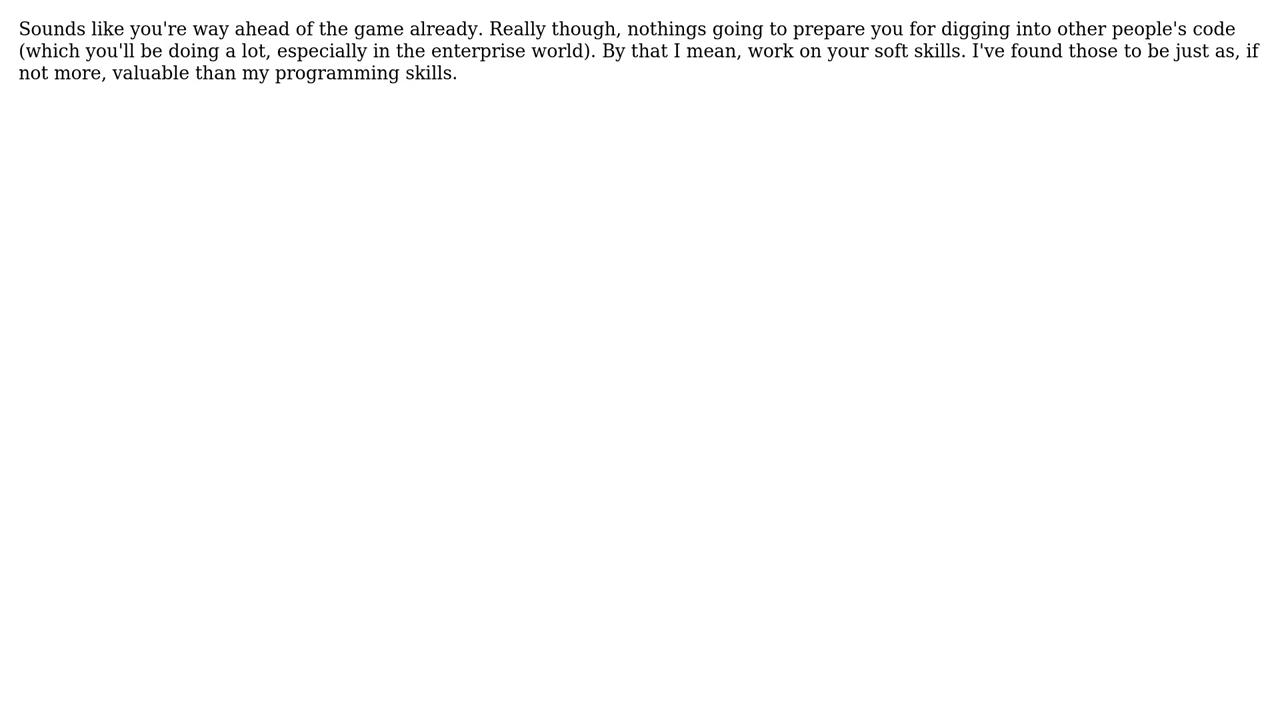 Sounds like you're way ahead of the game already. Really though, nothings going to prepare you for digging into other people's code
(which you'll be doing a lot, especially in the enterprise world). By that I mean, work on your soft skills. I've found those to be just as, if
not more, valuable than my programming skills.